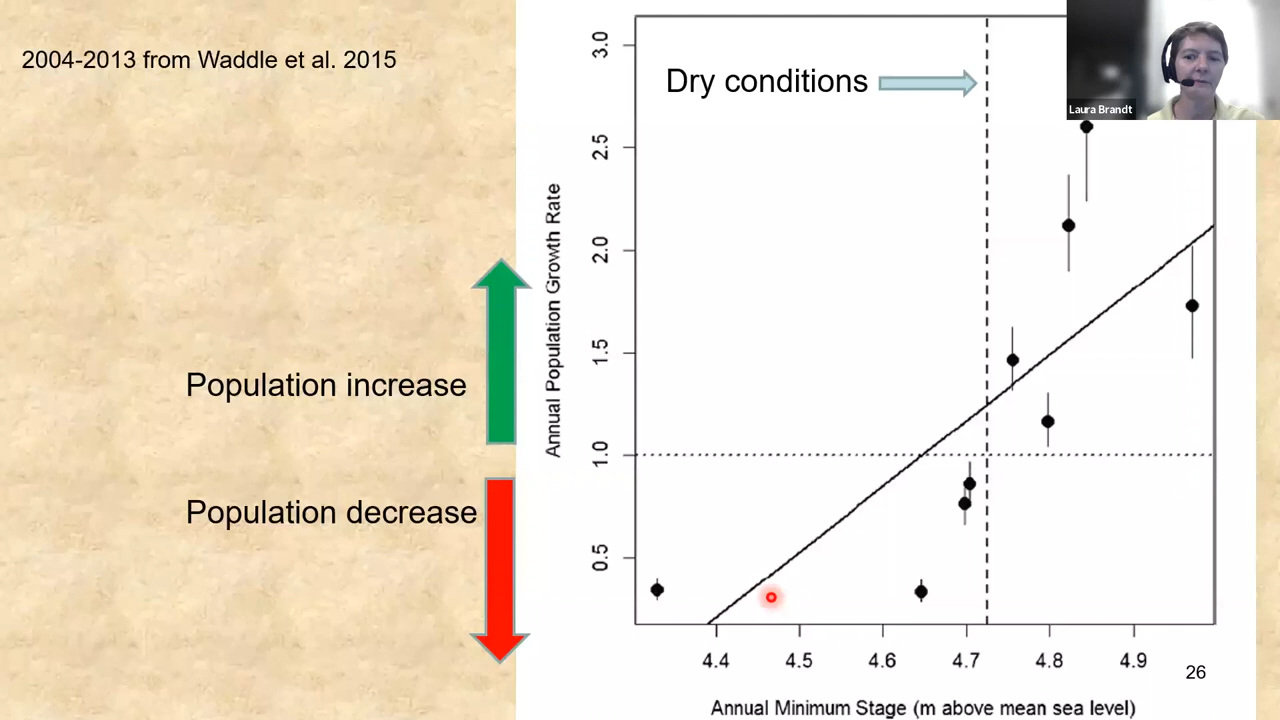 2004-2013 from Waddle et al. 2015
Dry conditions
Laura Brandt
Population increase
Population decrease
Annual Population Growth Rate
3.0
2.5
2.0
1.5
1.0
0.5
4.4 4.5 4.6 4.7 4.8 4.9
26
Annual Minimum Stage (m above mean sea level)